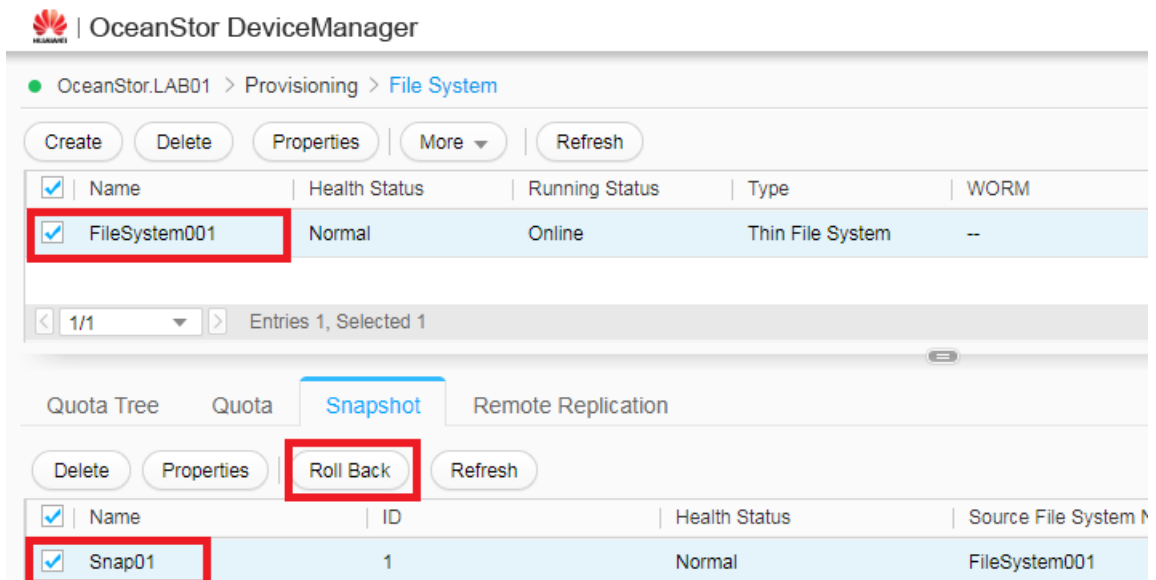 HUAWEI | OceanStor DeviceManager
OceanStor.LAB01 > Provisioning > File System
Create Delete Properties More Refresh
Name Health Status Running Status Type WORM
FileSystem001 Normal Online Thin File System --
1/1 Entries 1, Selected 1
Quota Tree Quota Snapshot Remote Replication
Delete Properties Roll Back Refresh
Name ID Health Status Source File System
Snap01 1 Normal FileSystem001